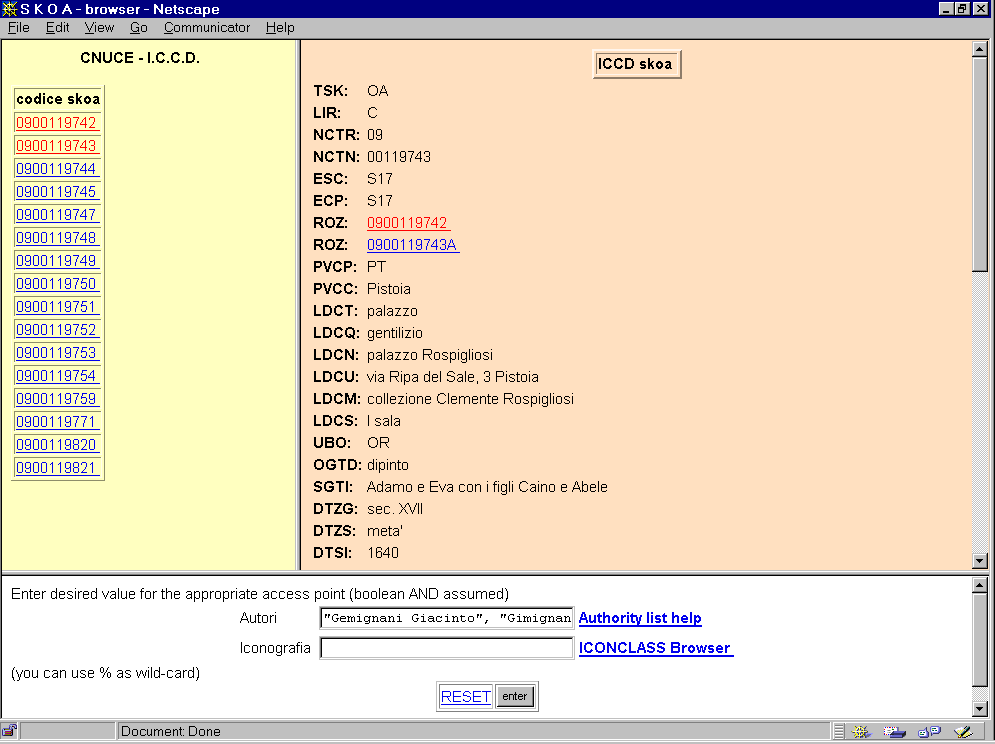 S K O A - browser - Netscape
File Edit View Go Communicator Help
CNUCE - I.C.C.D.
codice skoa
0900119742
0900119743
0900119744
0900119745
0900119747
0900119748
0900119749
0900119750
0900119751
0900119752
0900119753
0900119754
0900119759
0900119771
0900119820
0900119821
ICCD skoa
TSK: OA
LIR: C
NCTR: 09
NCTN: 00119743
ESC: S17
ECP: S17
ROZ: 0900119742
ROZ: 0900119743A
PVCP: PT
PVCC: Pistoia
LDCT: palazzo
LDCQ: gentilizio
LDCN: palazzo Rospigliosi
LDCU: via Ripa del Sale, 3 Pistoia
LDCM: collezione Clemente Rospigliosi
LDCS: I sala
UBO: OR
OGTD: dipinto
SGTI: Adamo e Eva con i figli Caino e Abele
DTZG: sec. XVII
DTZS: meta'
DTSI: 1640
Enter desired value for the appropriate access point (boolean AND assumed)
Autori "Gemignani Giacinto", "Gimignan Authority list help
Iconografia ICONCLASS Browser
(you can use % as wild-card)
RESET enter
Document: Done